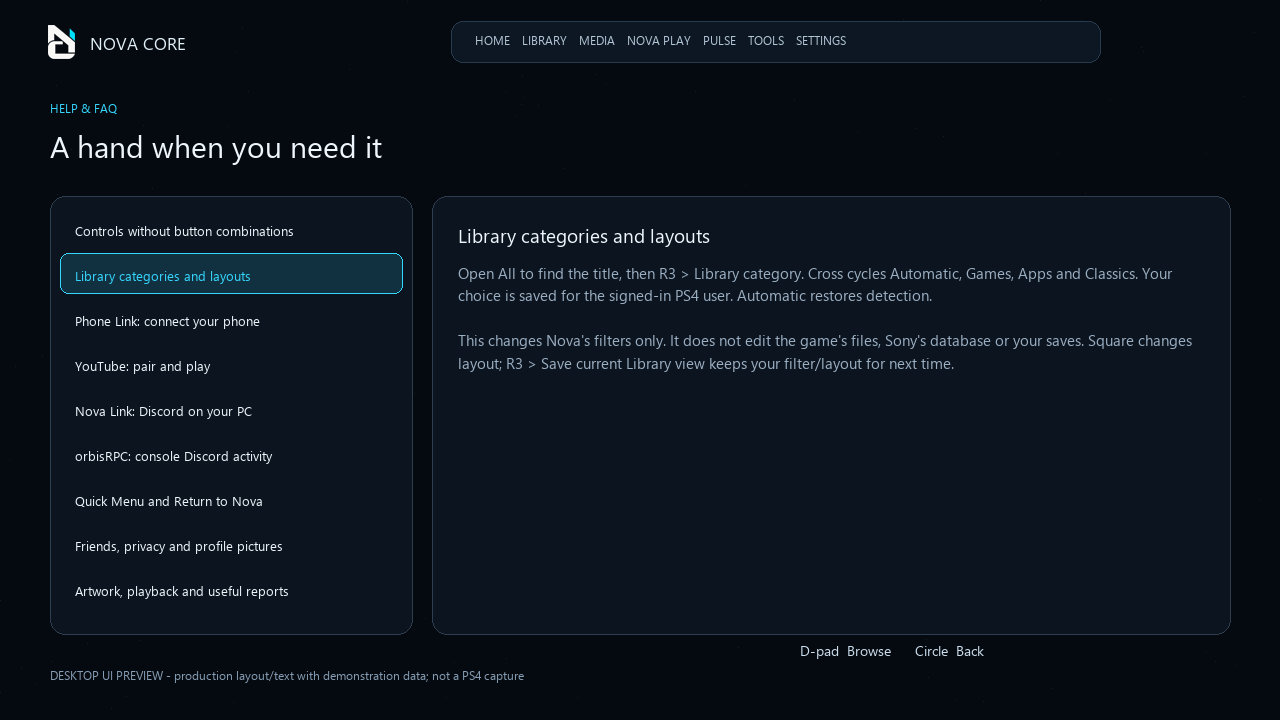 NOVA CORE
HOME LIBRARY MEDIA NOVA PLAY PULSE TOOLS SETTINGS
HELP & FAQ
A hand when you need it
Controls without button combinations
Library categories and layouts
Phone Link: connect your phone
YouTube: pair and play
Nova Link: Discord on your PC
orbisRPC: console Discord activity
Quick Menu and Return to Nova
Friends, privacy and profile pictures
Artwork, playback and useful reports
Library categories and layouts
Open All to find the title, then R3 > Library category. Cross cycles Automatic, Games, Apps and Classics. Your
choice is saved for the signed-in PS4 user. Automatic restores detection.
This changes Nova's filters only. It does not edit the game's files, Sony's database or your saves. Square changes
layout; R3 > Save current Library view keeps your filter/layout for next time.
D-pad Browse Circle Back
DESKTOP UI PREVIEW - production layout/text with demonstration data; not a PS4 capture